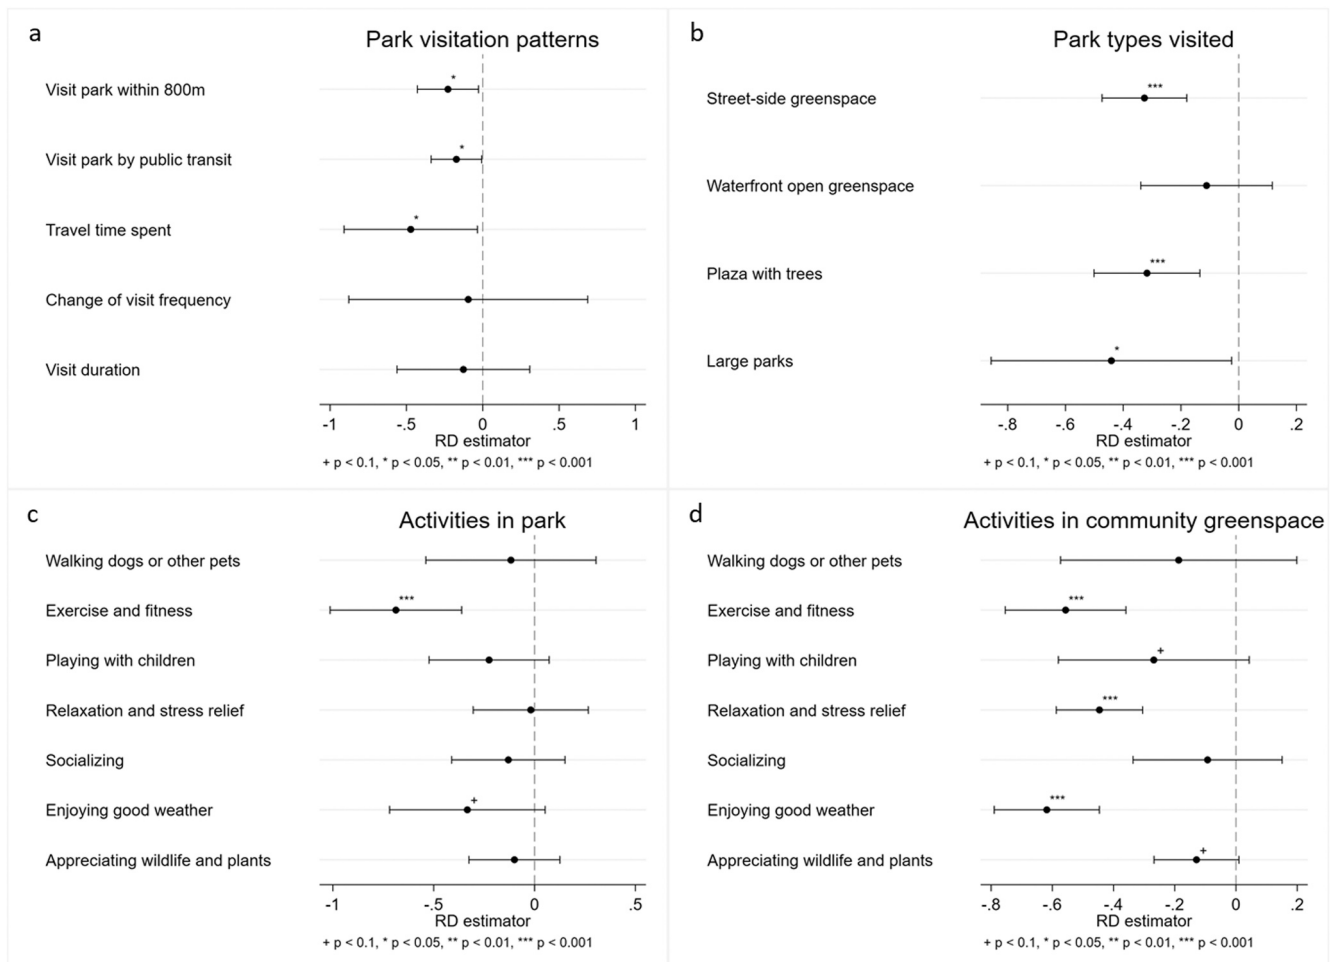 a
Park visitation patterns
Visit park within 800m
*
Visit park by public transit
*
Travel time spent
*
Change of visit frequency
Visit duration
-1 -.5 0 .5 1
RD estimator
+ p < 0.1, * p < 0.05, ** p < 0.01, *** p < 0.001
b
Park types visited
Street-side greenspace
***
Waterfront open greenspace
Plaza with trees
***
Large parks
*
-.8 -.6 -.4 -.2 0 .2
RD estimator
+ p < 0.1, * p < 0.05, ** p < 0.01, *** p < 0.001
c
Activities in park
Walking dogs or other pets
Exercise and fitness
***
Playing with children
Relaxation and stress relief
Socializing
Enjoying good weather
+
Appreciating wildlife and plants
-1 -.5 0 .5
RD estimator
+ p < 0.1, * p < 0.05, ** p < 0.01, *** p < 0.001
d
Activities in community greenspace
Walking dogs or other pets
Exercise and fitness
***
Playing with children
+
Relaxation and stress relief
***
Socializing
Enjoying good weather
***
Appreciating wildlife and plants
+
-.8 -.6 -.4 -.2 0 .2
RD estimator
+ p < 0.1, * p < 0.05, ** p < 0.01, *** p < 0.001